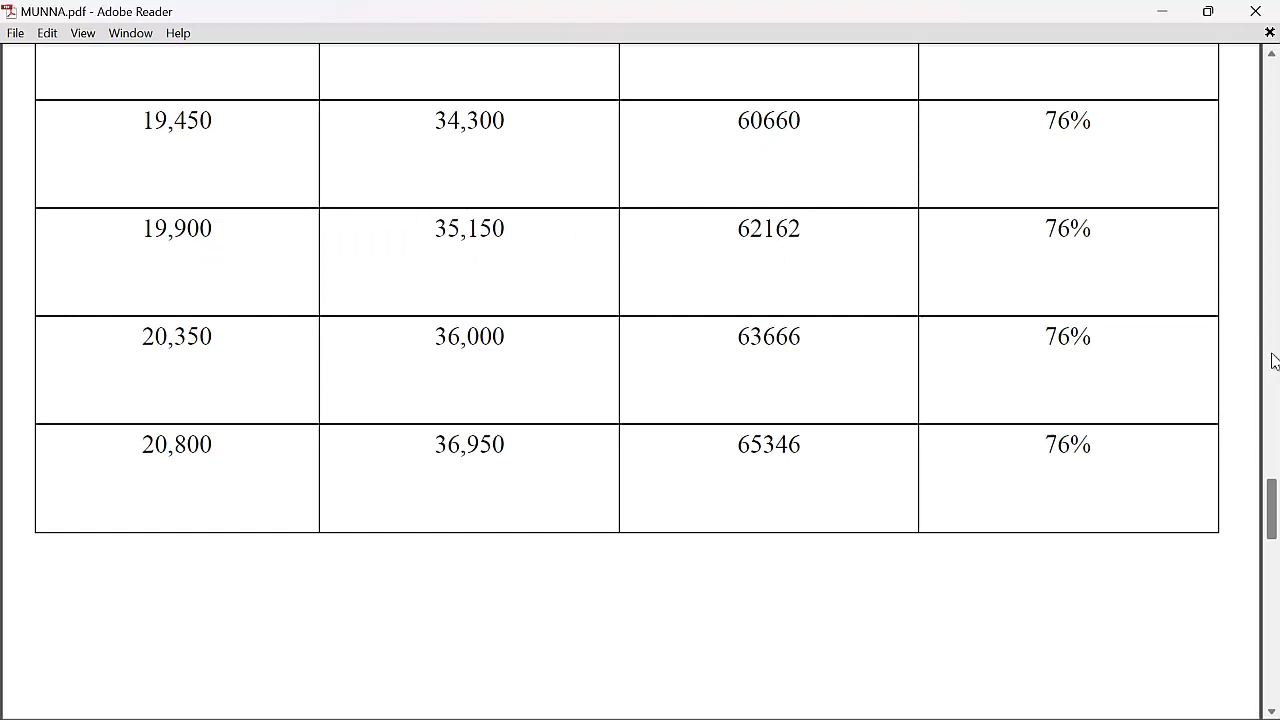 MUNNA.pdf - Adobe Reader
File Edit View Window Help
19,450 34,300 60660 76%
19,900 35,150 62162 76%
20,350 36,000 63666 76%
20,800 36,950 65346 76%